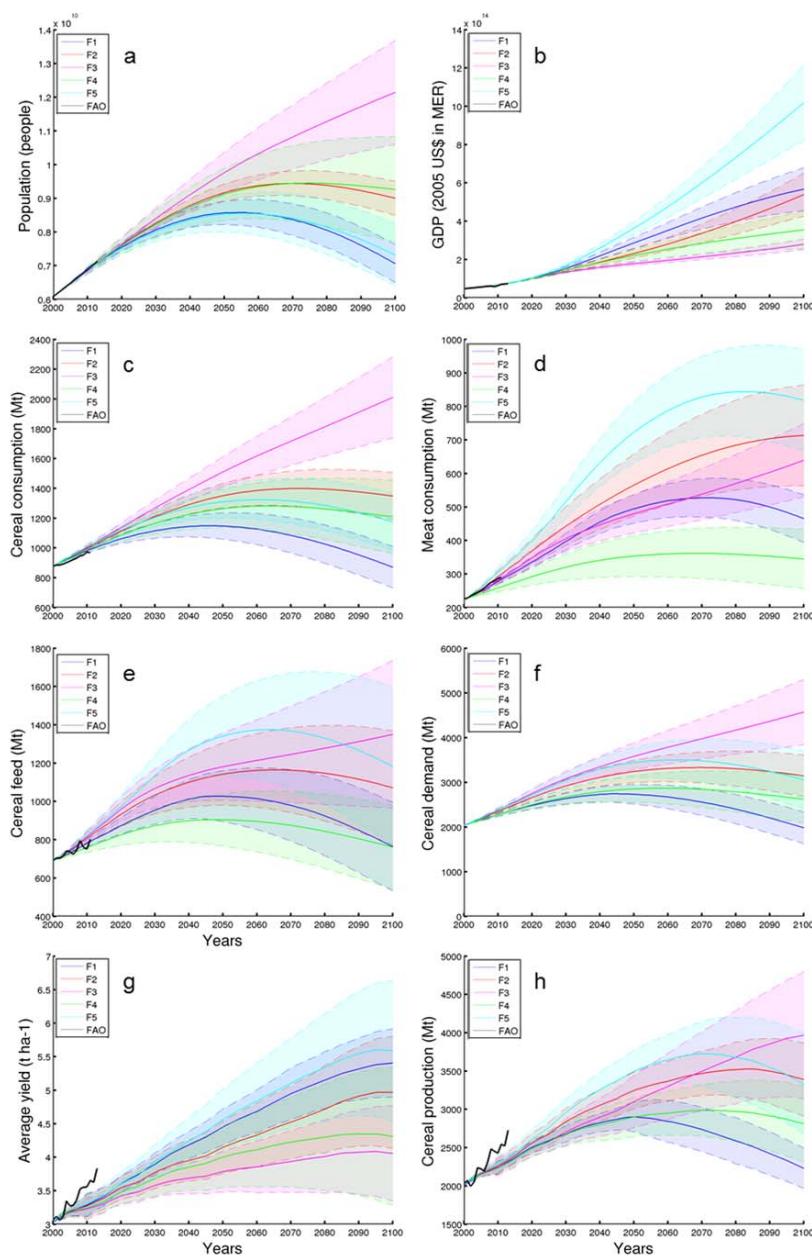 x 10^10
1.4
1.3
1.2
1.1
1.0
0.9
0.8
0.7
0.6
F1
F2
F3
F4
F5
FAO
a
Population (people)
2000 2010 2020 2030 2040 2050 2060 2070 2080 2090 2100
x 10^14
14
12
10
8
6
4
2
0
F1
F2
F3
F4
F5
FAO
b
GDP (2005 US$ in MER)
2000 2010 2020 2030 2040 2050 2060 2070 2080 2090 2100
2400
2200
2000
1800
1600
1400
1200
1000
800
600
F1
F2
F3
F4
F5
FAO
c
Cereal consumption (Mt)
2000 2010 2020 2030 2040 2050 2060 2070 2080 2090 2100
1000
900
800
700
600
500
400
300
200
F1
F2
F3
F4
F5
FAO
d
Meat consumption (Mt)
2000 2010 2020 2030 2040 2050 2060 2070 2080 2090 2100
1800
1600
1400
1200
1000
800
600
400
F1
F2
F3
F4
F5
FAO
e
Cereal feed (Mt)
2000 2010 2020 2030 2040 2050 2060 2070 2080 2090 2100
Years
6000
5000
4000
3000
2000
1000
0
F1
F2
F3
F4
F5
FAO
f
Cereal demand (Mt)
2000 2010 2020 2030 2040 2050 2060 2070 2080 2090 2100
7
6.5
6
5.5
5
4.5
4
3.5
3
F1
F2
F3
F4
F5
FAO
g
Average yield (t ha-1)
2000 2010 2020 2030 2040 2050 2060 2070 2080 2090 2100
Years
5000
4500
4000
3500
3000
2500
2000
1500
F1
F2
F3
F4
F5
FAO
h
Cereal production (Mt)
2000 2010 2020 2030 2040 2050 2060 2070 2080 2090 2100
Years